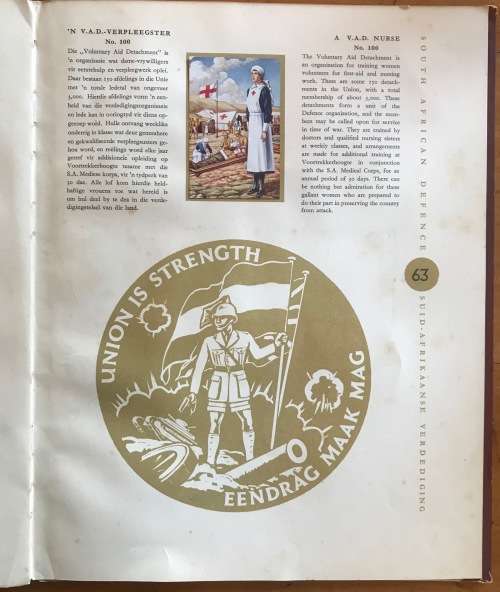 'N V.A.D.-VERPLEEGSTER
No. 100
Die „Voluntary Aid Detachment" is
'n organisasie wat dame-vrywilligers
vir eerstehulp en verpleegwerk oplei.
Daar bestaan 150 afdelings in die Unie
met 'n totale ledetal van ongeveer
5,000. Hierdie afdelings vorm 'n een-
heid van die verdedigingsorganisasie
en lede kan in oorlogstyd vir diens op-
geroep word. Hulle ontvang weekliks
onderrig in klasse wat deur geneeshere
en gekwalifiseerde verpleegsters gegee
word, en reëlings word elke jaar
getref vir addisionele opleiding op
Voortrekkerhoogte tesame met die
S.A. Mediese korps, vir 'n tydperk van
30 dae. Alle lof kom hierdie held-
haftige vrouens toe wat bereid is
om hul deel by te dra in die verde-
digingstelsel van die land.
A V.A.D. NURSE
No. 100
The Voluntary Aid Detachment is
an organisation for training women
volunteers for first-aid and nursing
work. There are some 150 detach-
ments in the Union, with a total
membership of about 5,000. These
detachments form a unit of the
Defence organisation, and the mem-
bers may be called upon for service
in time of war. They are trained by
doctors and qualified nursing sisters
at weekly classes, and arrangements
are made for additional training at
Voortrekkerhoogte in conjunction
with the S.A. Medical Corps, for an
annual period of 30 days. There can
be nothing but admiration for these
gallant women who are prepared to
do their part in preserving the country
from attack.
SOUTH AFRICAN DEFENCE
63
SUID-AFRIKAANSE VERDEDIGING
UNION IS STRENGTH
EENDRAG MAAK MAG